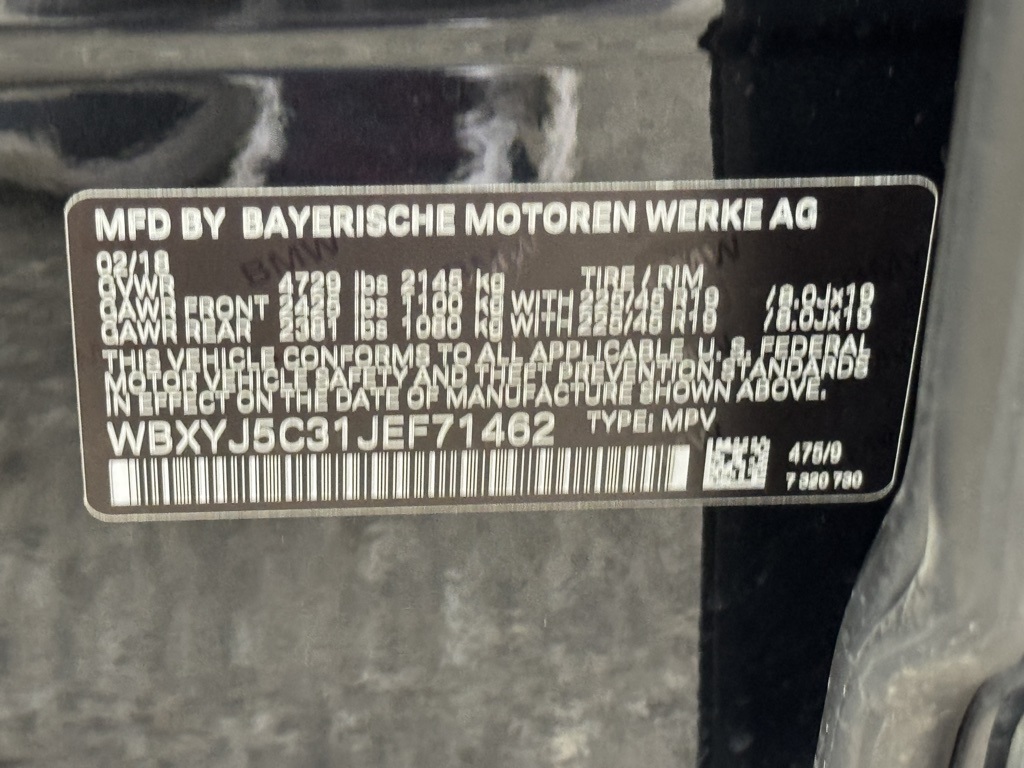 MFD BY BAYERISCHE MOTOREN WERKE AG
02/18
GVWR 4729 lbs 2145 kg TIRE / RIM
GAWR FRONT 2425 lbs 1100 kg WITH 225/45 R19 /8.0Jx19
GAWR REAR 2381 lbs 1080 kg WITH 225/45 R19 /8.0Jx19
THIS VEHICLE CONFORMS TO ALL APPLICABLE U. S. FEDERAL
MOTOR VEHICLE SAFETY AND THEFT PREVENTION STANDARDS
IN EFFECT ON THE DATE OF MANUFACTURE SHOWN ABOVE.
WBXYJ5C31JEF71462 TYPE: MPV
475/9